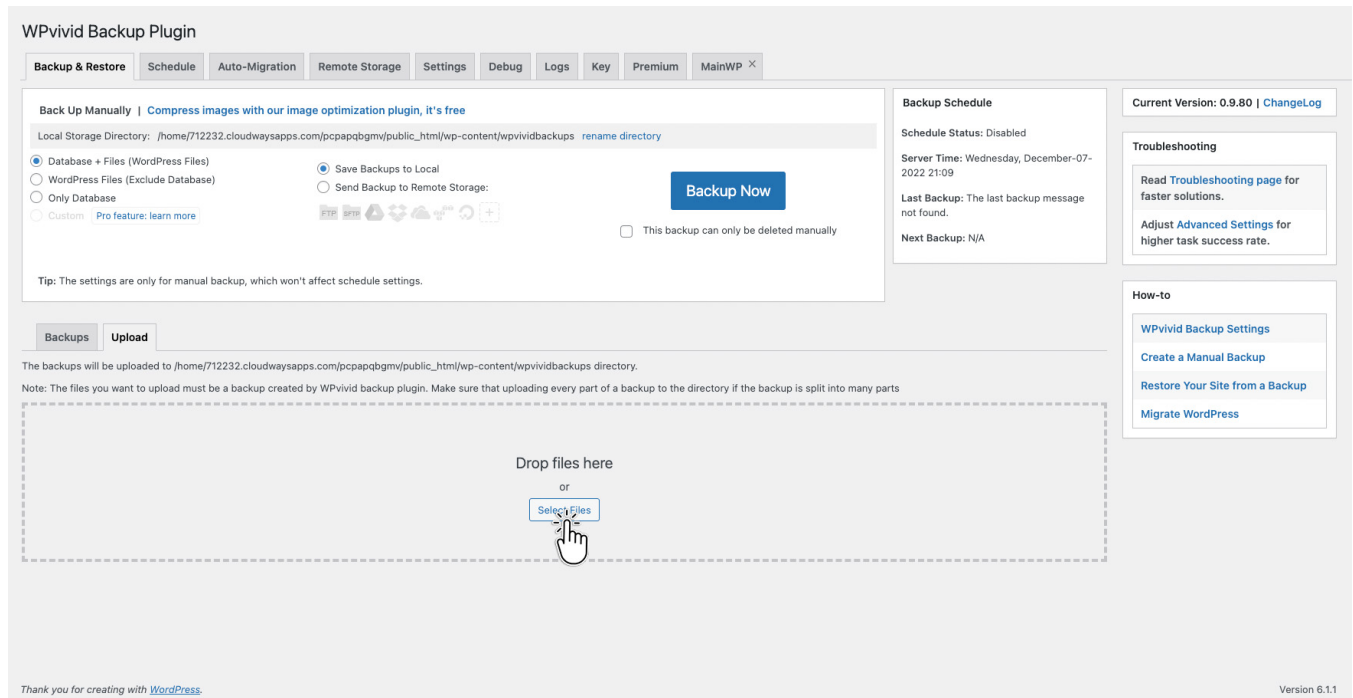 WPvivid Backup Plugin
Backup & Restore Schedule Auto-Migration Remote Storage Settings Debug Logs Key Premium MainWP ×
Back Up Manually | Compress images with our image optimization plugin, it's free
Local Storage Directory: /home/712232.cloudwaysapps.com/pcpapqbgmv/public_html/wp-content/wpvividbackups rename directory
Database + Files (WordPress Files)
WordPress Files (Exclude Database)
Only Database
Custom Pro feature: learn more
Save Backups to Local
Send Backup to Remote Storage:
FTP SFTP
Backup Now
This backup can only be deleted manually
Tip: The settings are only for manual backup, which won't affect schedule settings.
Backup Schedule
Schedule Status: Disabled
Server Time: Wednesday, December-07-
2022 21:09
Last Backup: The last backup message
not found.
Next Backup: N/A
Current Version: 0.9.80 | ChangeLog
Troubleshooting
Read Troubleshooting page for
faster solutions.
Adjust Advanced Settings for
higher task success rate.
How-to
WPvivid Backup Settings
Create a Manual Backup
Restore Your Site from a Backup
Migrate WordPress
Backups Upload
The backups will be uploaded to /home/712232.cloudwaysapps.com/pcpapqbgmv/public_html/wp-content/wpvividbackups directory.
Note: The files you want to upload must be a backup created by WPvivid backup plugin. Make sure that uploading every part of a backup to the directory if the backup is split into many parts
Drop files here
or
Select Files
Thank you for creating with WordPress.
Version 6.1.1